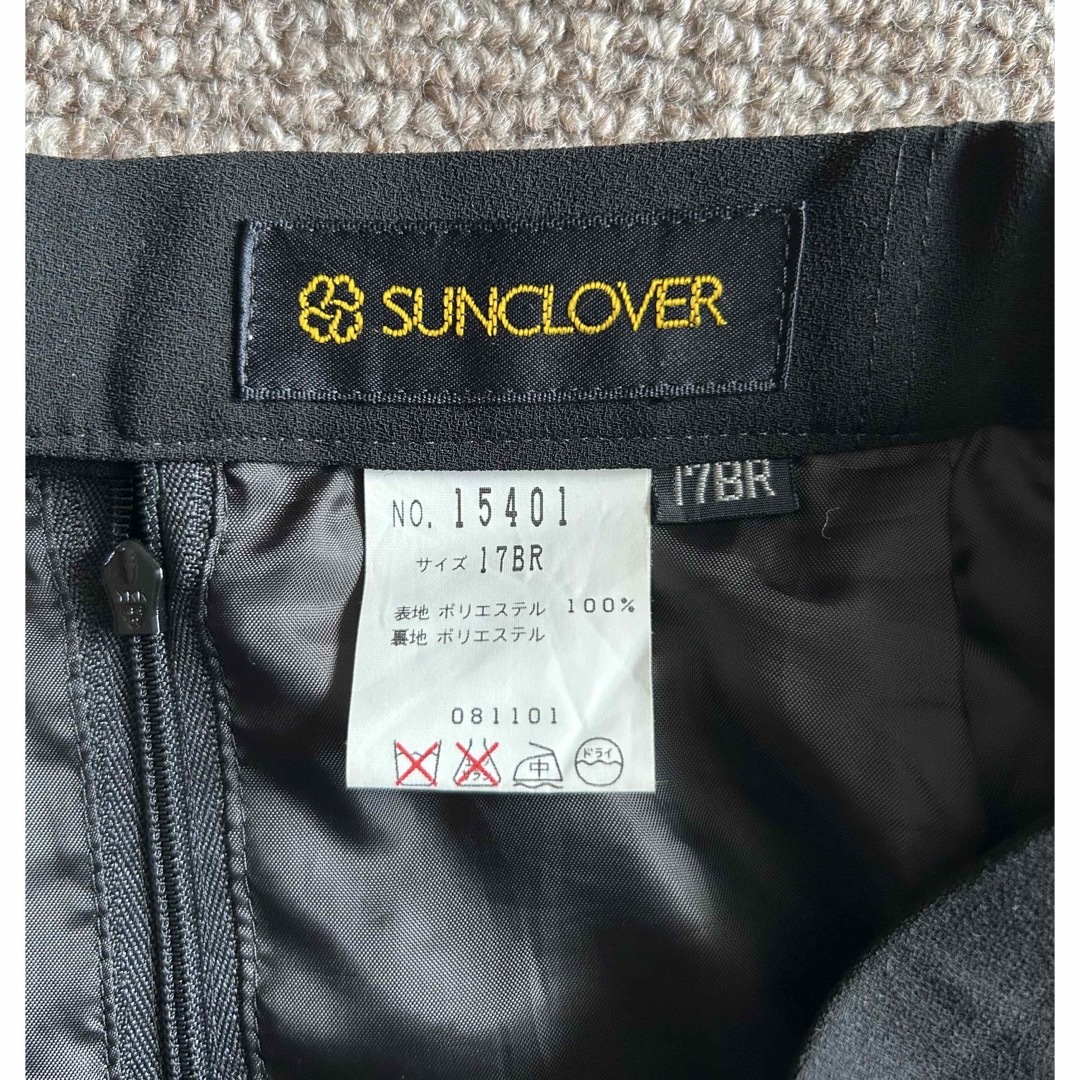 SUNCLOVER
17BR
NO. 15401
サイズ 17BR
表地 ポリエステル 100%
裏地 ポリエステル
081101
中 ドライ